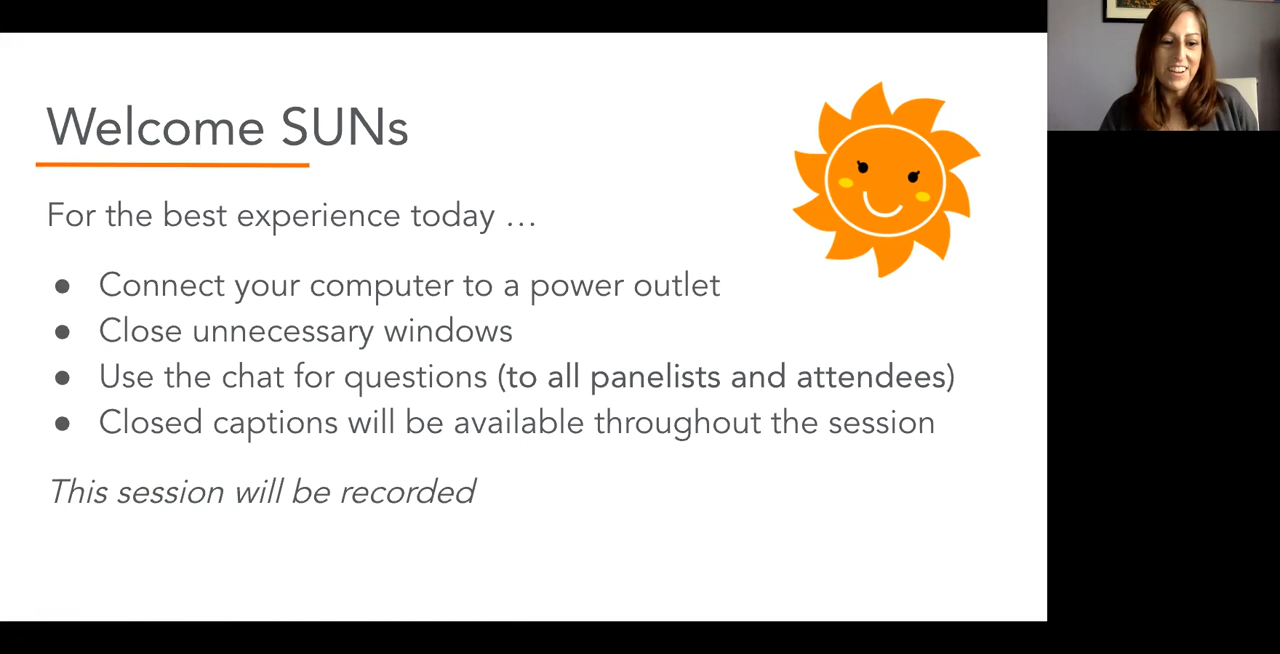 Welcome SUNs
For the best experience today …
● Connect your computer to a power outlet
● Close unnecessary windows
● Use the chat for questions (to all panelists and attendees)
● Closed captions will be available throughout the session
This session will be recorded